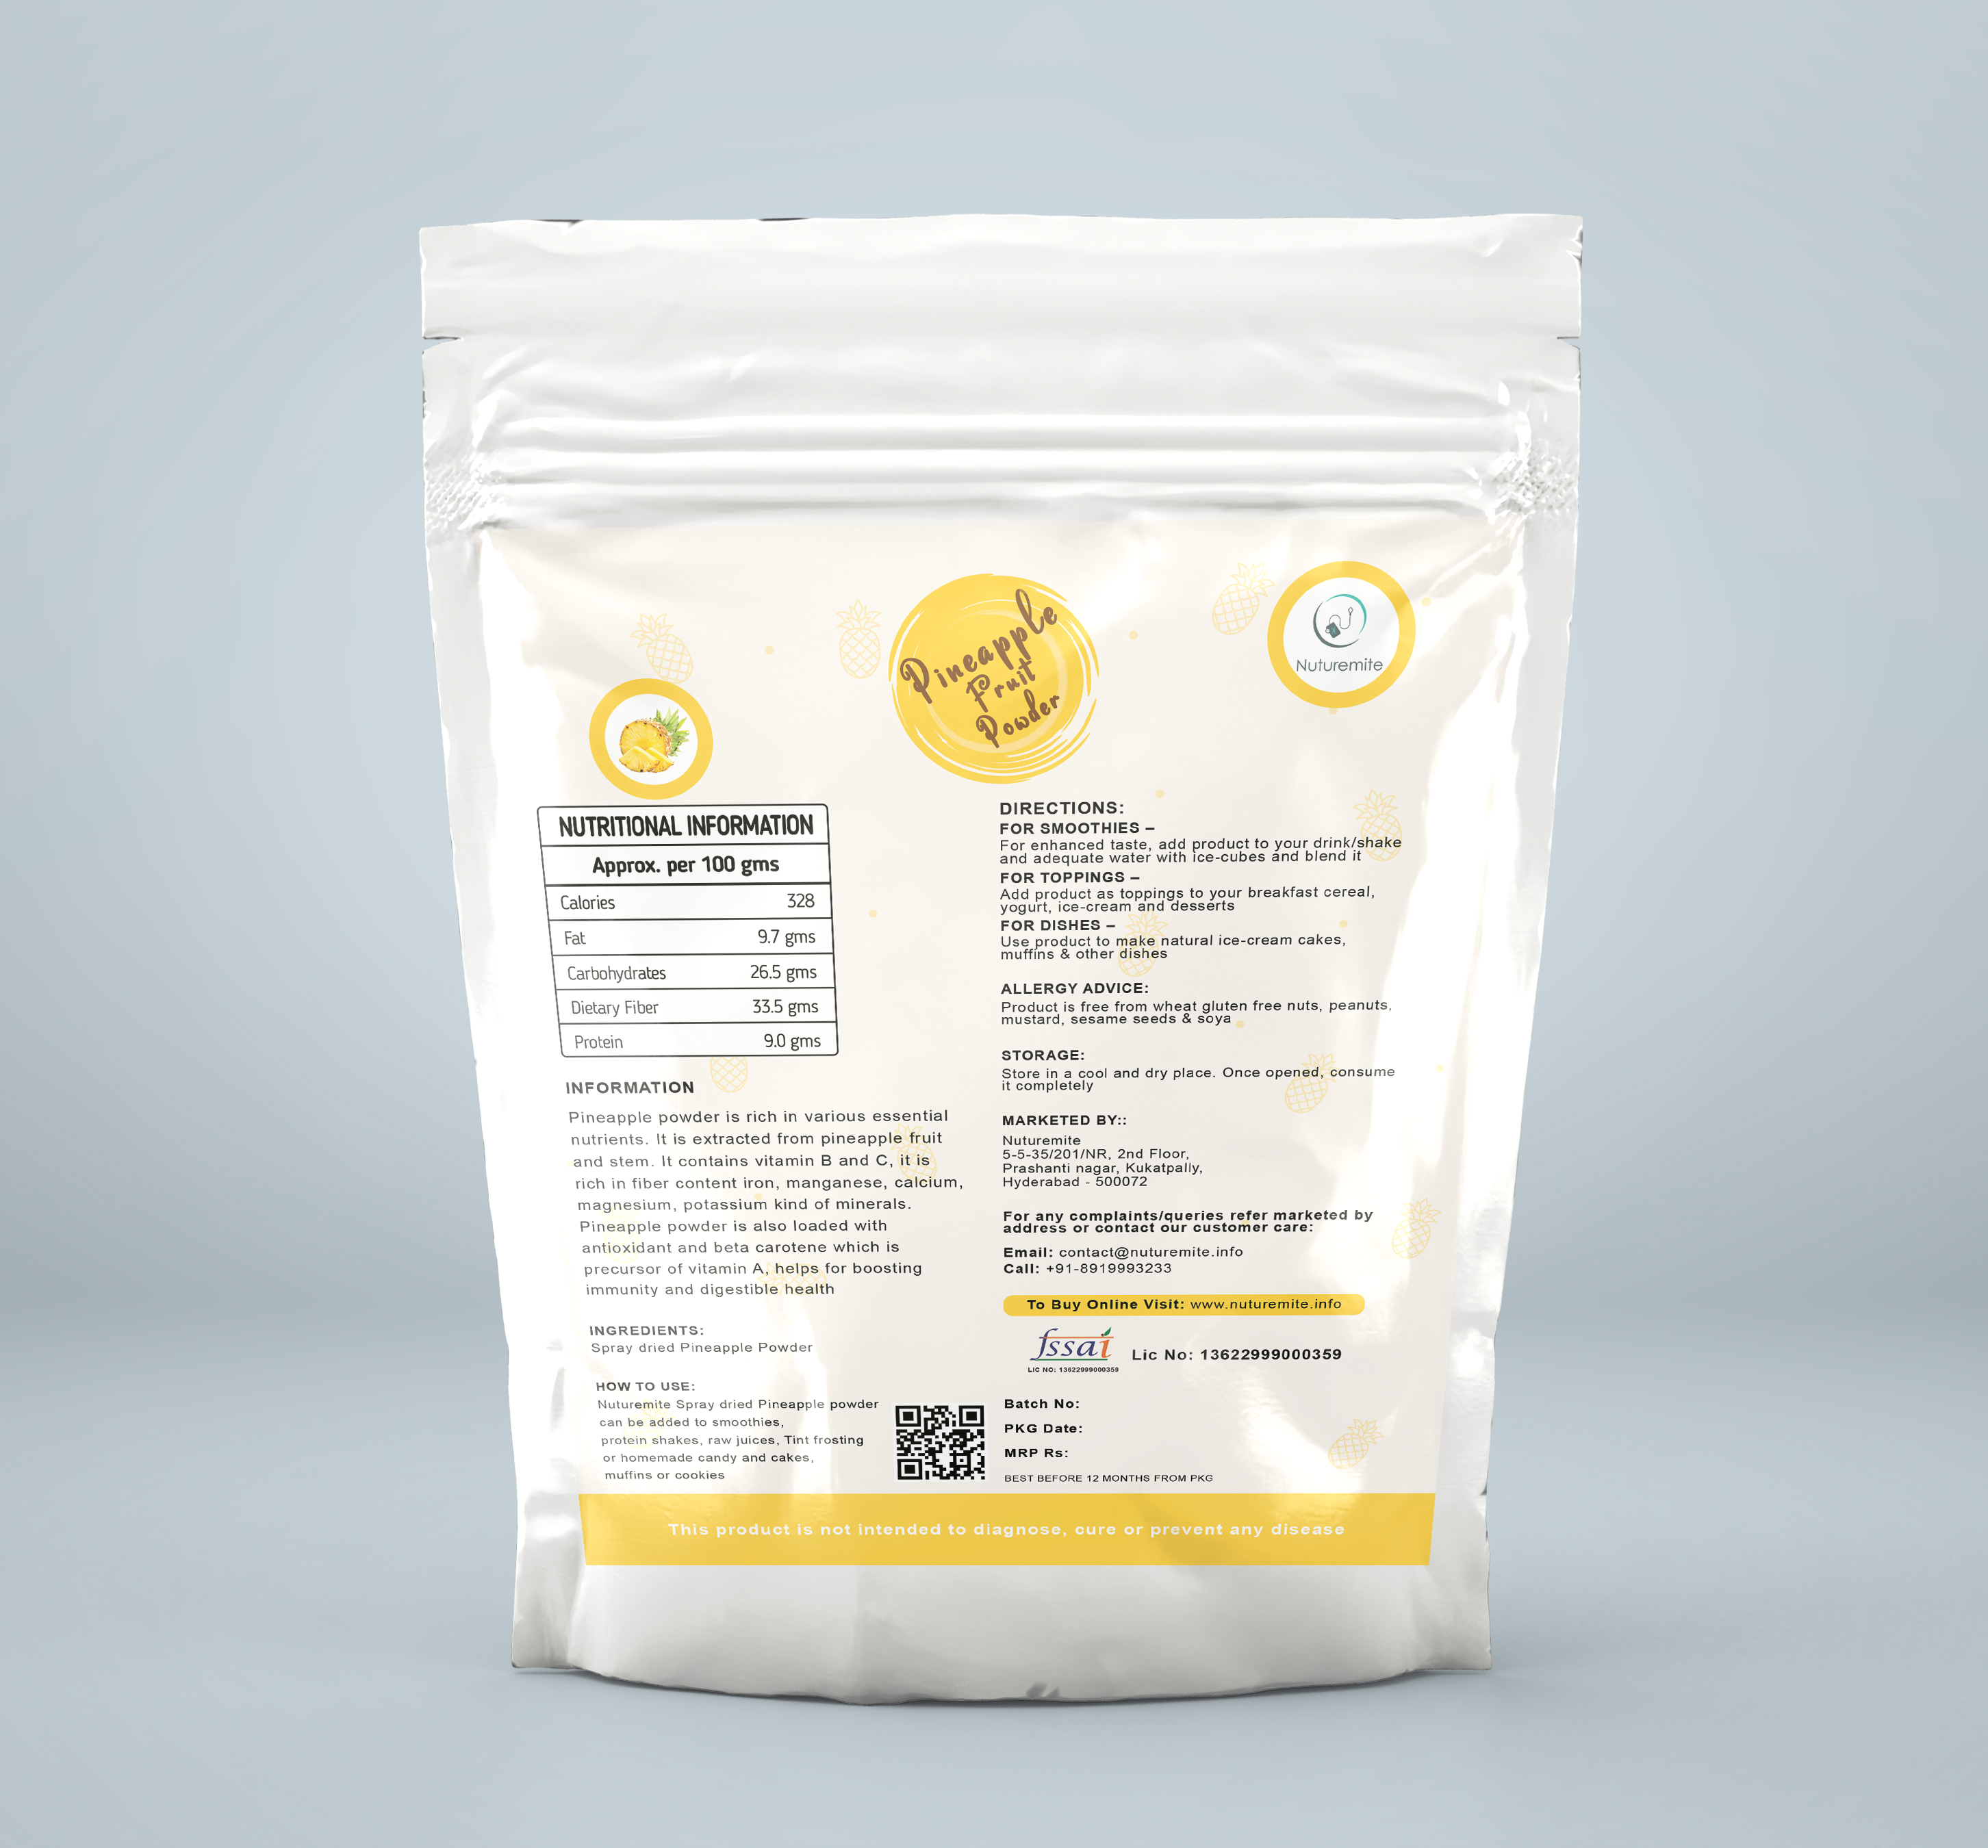 Pineapple
Fruit
Powder
Nuturemite
NUTRITIONAL INFORMATION
Approx. per 100 gms
Calories 328
Fat 9.7 gms
Carbohydrates 26.5 gms
Dietary Fiber 33.5 gms
Protein 9.0 gms
INFORMATION
Pineapple powder is rich in various essential
nutrients. It is extracted from pineapple fruit
and stem. It contains vitamin B and C, it is
rich in fiber content iron, manganese, calcium,
magnesium, potassium kind of minerals.
Pineapple powder is also loaded with
antioxidant and beta carotene which is
precursor of vitamin A, helps for boosting
immunity and digestible health
INGREDIENTS:
Spray dried Pineapple Powder
HOW TO USE:
Nuturemite Spray dried Pineapple powder
can be added to smoothies,
protein shakes, raw juices, Tint frosting
or homemade candy and cakes,
muffins or cookies
DIRECTIONS:
FOR SMOOTHIES –
For enhanced taste, add product to your drink/shake
and adequate water with ice-cubes and blend it
FOR TOPPINGS –
Add product as toppings to your breakfast cereal,
yogurt, ice-cream and desserts
FOR DISHES –
Use product to make natural ice-cream cakes,
muffins & other dishes
ALLERGY ADVICE:
Product is free from wheat gluten free nuts, peanuts,
mustard, sesame seeds & soya
STORAGE:
Store in a cool and dry place. Once opened, consume
it completely
MARKETED BY::
Nuturemite
5-5-35/201/NR, 2nd Floor,
Prashanti nagar, Kukatpally,
Hyderabad - 500072
For any complaints/queries refer marketed by
address or contact our customer care:
Email: contact@nuturemite.info
Call: +91-8919993233
To Buy Online Visit: www.nuturemite.info
fssai
LIC NO: 13622999000359
Lic No: 13622999000359
Batch No:
PKG Date:
MRP Rs:
BEST BEFORE 12 MONTHS FROM PKG
This product is not intended to diagnose, cure or prevent any disease